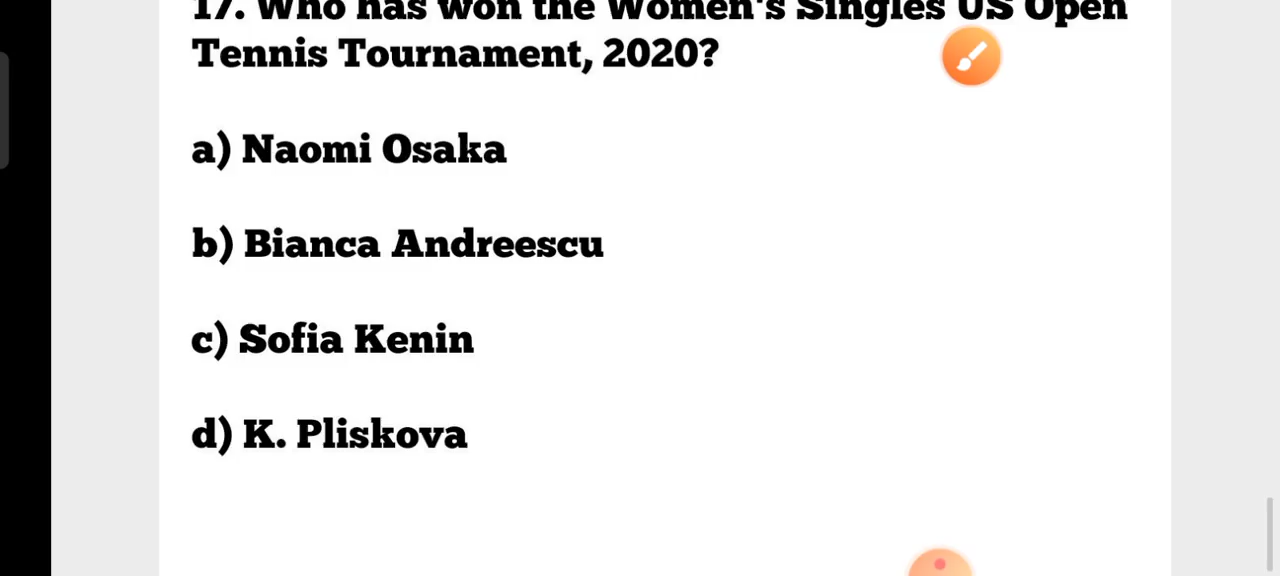 17. Who has won the Women's Singles US Open
Tennis Tournament, 2020?
a) Naomi Osaka
b) Bianca Andreescu
c) Sofia Kenin
d) K. Pliskova